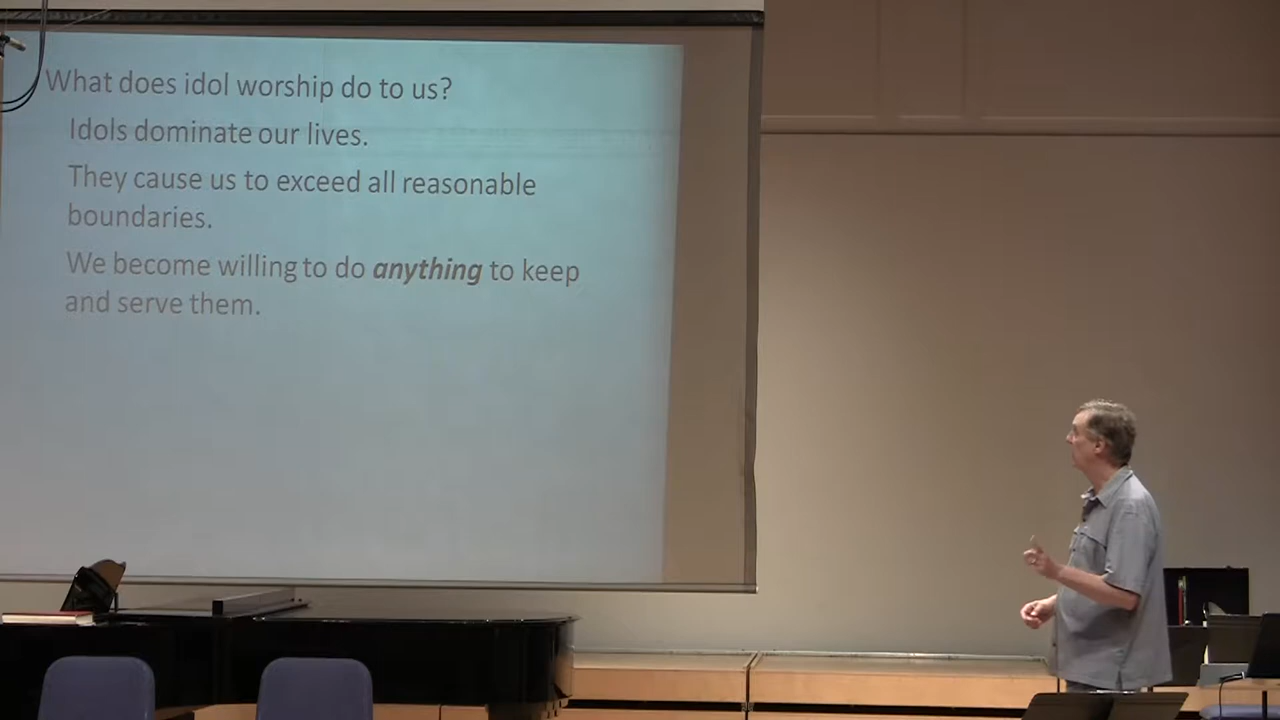 What does idol worship do to us?
Idols dominate our lives.
They cause us to exceed all reasonable
boundaries.
We become willing to do anything to keep
and serve them.